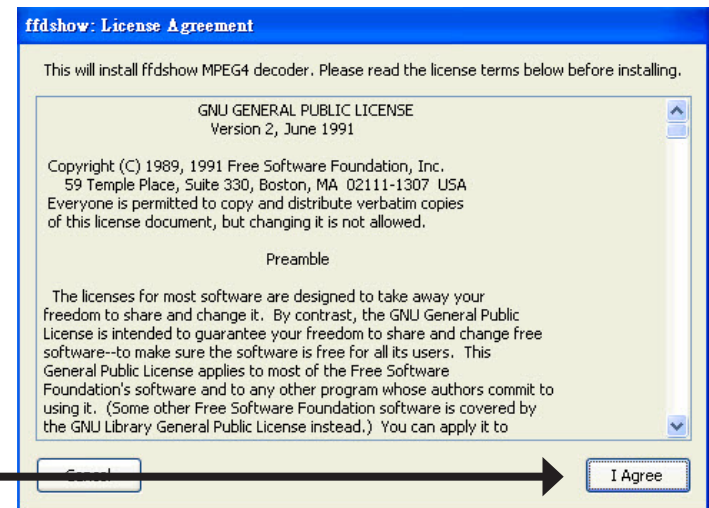 ffdshow: License Agreement
This will install ffdshow MPEG4 decoder. Please read the license terms below before installing.
GNU GENERAL PUBLIC LICENSE
Version 2, June 1991
Copyright (C) 1989, 1991 Free Software Foundation, Inc.
59 Temple Place, Suite 330, Boston, MA 02111-1307 USA
Everyone is permitted to copy and distribute verbatim copies
of this license document, but changing it is not allowed.
Preamble
The licenses for most software are designed to take away your
freedom to share and change it. By contrast, the GNU General Public
License is intended to guarantee your freedom to share and change free
software--to make sure the software is free for all its users. This
General Public License applies to most of the Free Software
Foundation's software and to any other program whose authors commit to
using it. (Some other Free Software Foundation software is covered by
the GNU Library General Public License instead.) You can apply it to
Cancel
I Agree